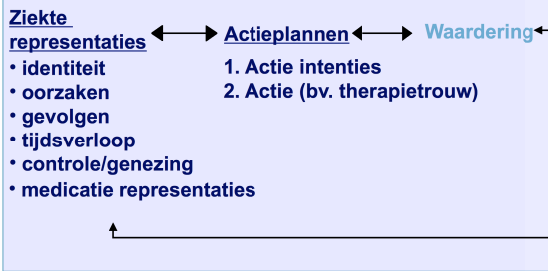 Ziekte
representaties
Actieplannen
Waardering
• identiteit
• oorzaken
• gevolgen
• tijdsverloop
• controle/genezing
• medicatie representaties
1. Actie intenties
2. Actie (bv. therapietrouw)